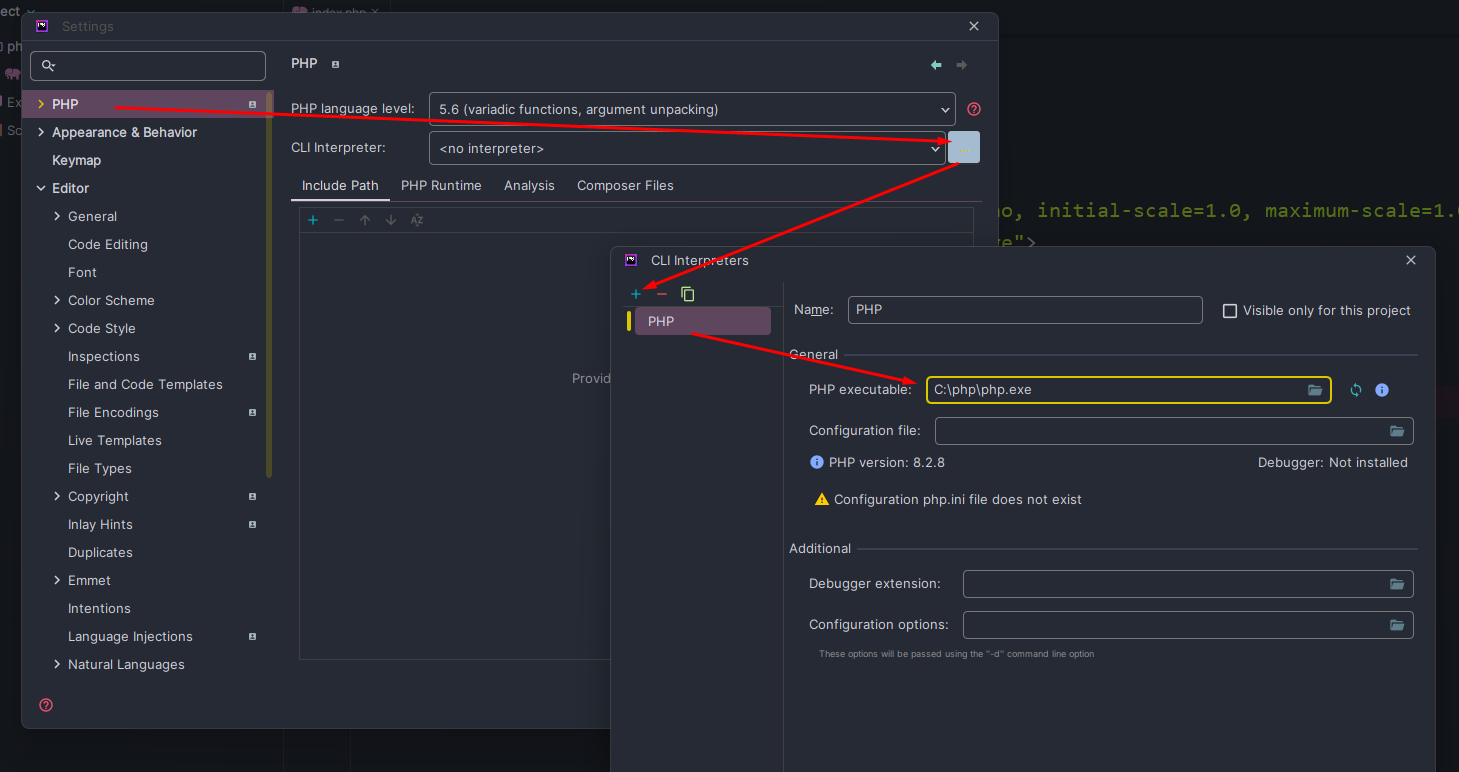 ect
index.php
Settings
ph
Ex
Sc
PHP
Appearance & Behavior
Keymap
Editor
General
Code Editing
Font
Color Scheme
Code Style
Inspections
File and Code Templates
File Encodings
Live Templates
File Types
Copyright
Inlay Hints
Duplicates
Emmet
Intentions
Language Injections
Natural Languages
PHP
PHP language level:
5.6 (variadic functions, argument unpacking)
CLI Interpreter:
<no interpreter>
Include Path PHP Runtime Analysis Composer Files
Provid
no, initial-scale=1.0, maximum-scale=1.
e">
CLI Interpreters
PHP
Name:
PHP
Visible only for this project
General
PHP executable:
C:\php\php.exe
Configuration file:
PHP version: 8.2.8
Debugger: Not installed
Configuration php.ini file does not exist
Additional
Debugger extension:
Configuration options:
These options will be passed using the "-d" command line option